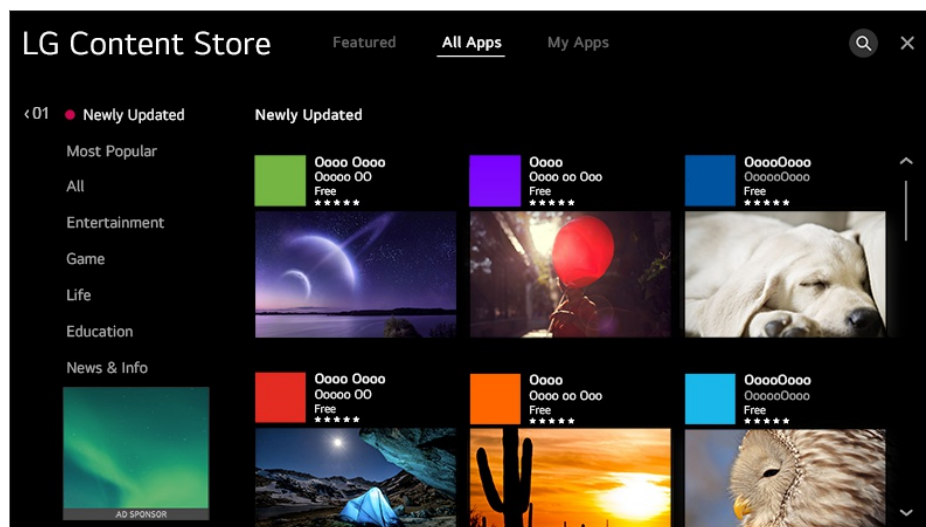 LG Content Store
Featured
All Apps
My Apps
‹01
Newly Updated
Most Popular
All
Entertainment
Game
Life
Education
News & Info
AD SPONSOR
Newly Updated
Oooo Oooo
Ooooo OO
Free
★★★★★
Oooo
Oooo oo Ooo
Free
★★★★★
OoooOooo
OooooOooo
Free
★★★★★
Oooo Oooo
Ooooo OO
Free
★★★★★
Oooo
Oooo oo Ooo
Free
★★★★★
OoooOooo
OooooOooo
Free
★★★★★